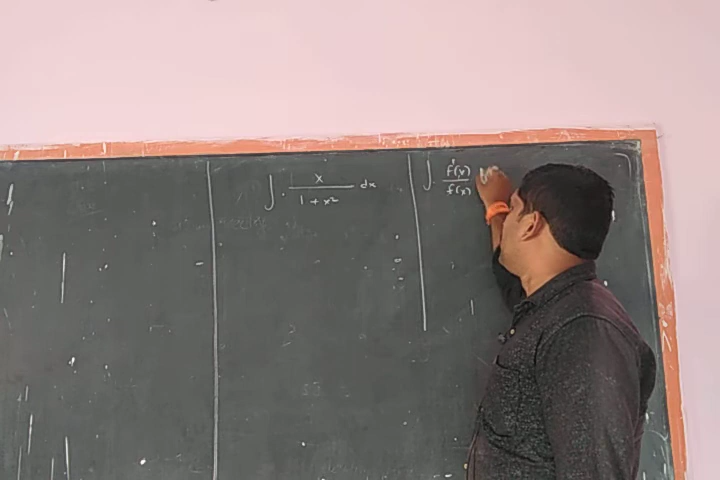 ∫ x / 1 + x² dx
∫ f'(x) / f(x)